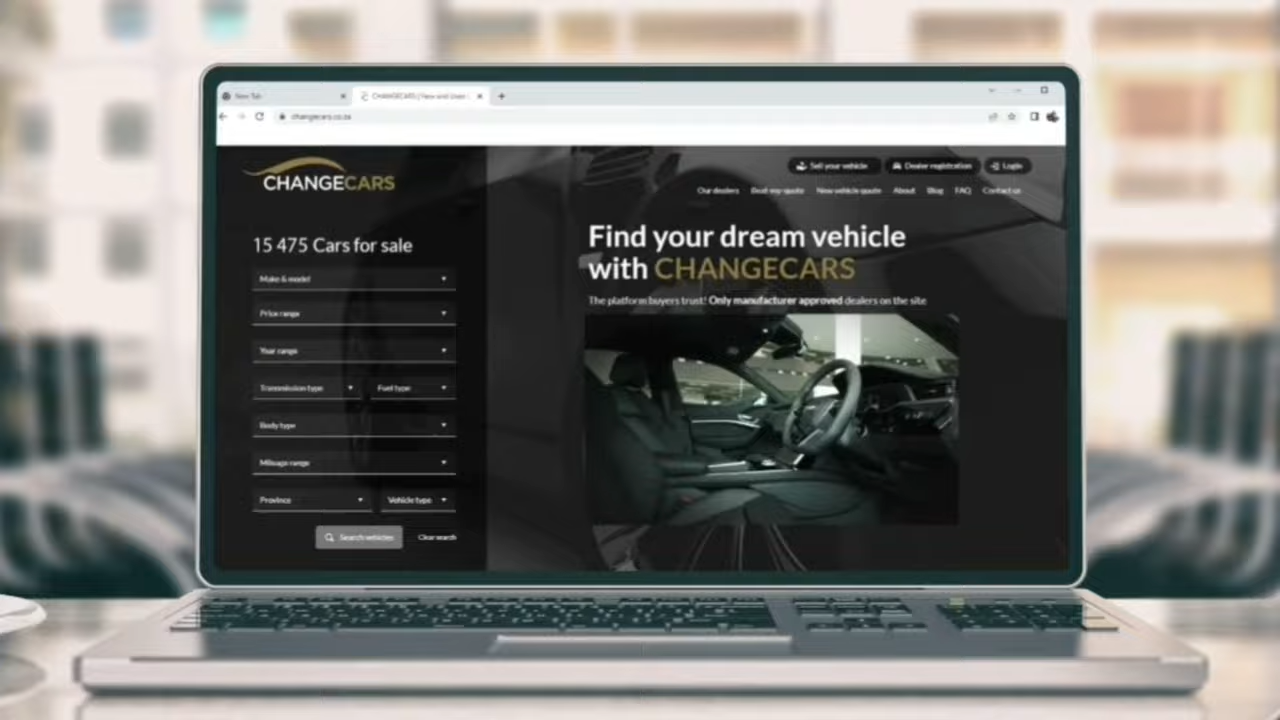 New Tab
CHANGECARS | New and Used
changecars.co.za
CHANGECARS
Sell your vehicle
Dealer registration
Login
Our dealers
Beat my quote
New vehicle quote
About
Blog
FAQ
Contact us
15 475 Cars for sale
Make & model
Price range
Year range
Transmission type
Fuel type
Body type
Mileage range
Province
Vehicle type
Search vehicles
Clear search
Find your dream vehicle
with CHANGECARS
The platform buyers trust! Only manufacturer approved dealers on the site